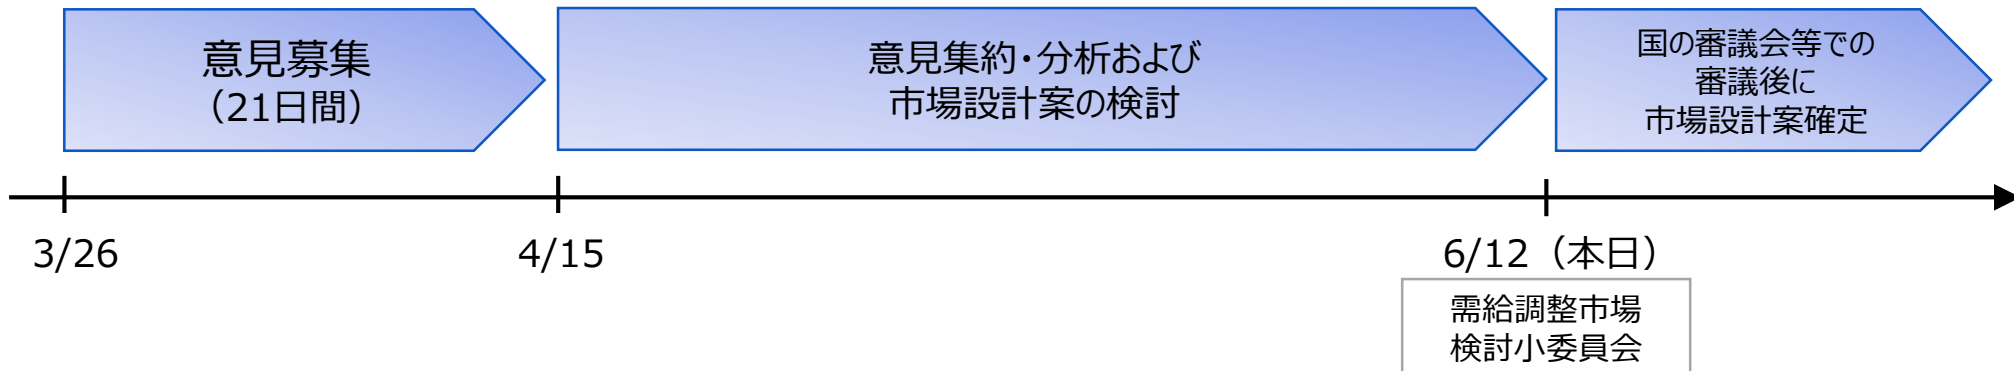 意見募集
（21日間）
意見集約・分析および
市場設計案の検討
国の審議会等での
審議後に
市場設計案確定
3/26
4/15
6/12（本日）
需給調整市場
検討小委員会